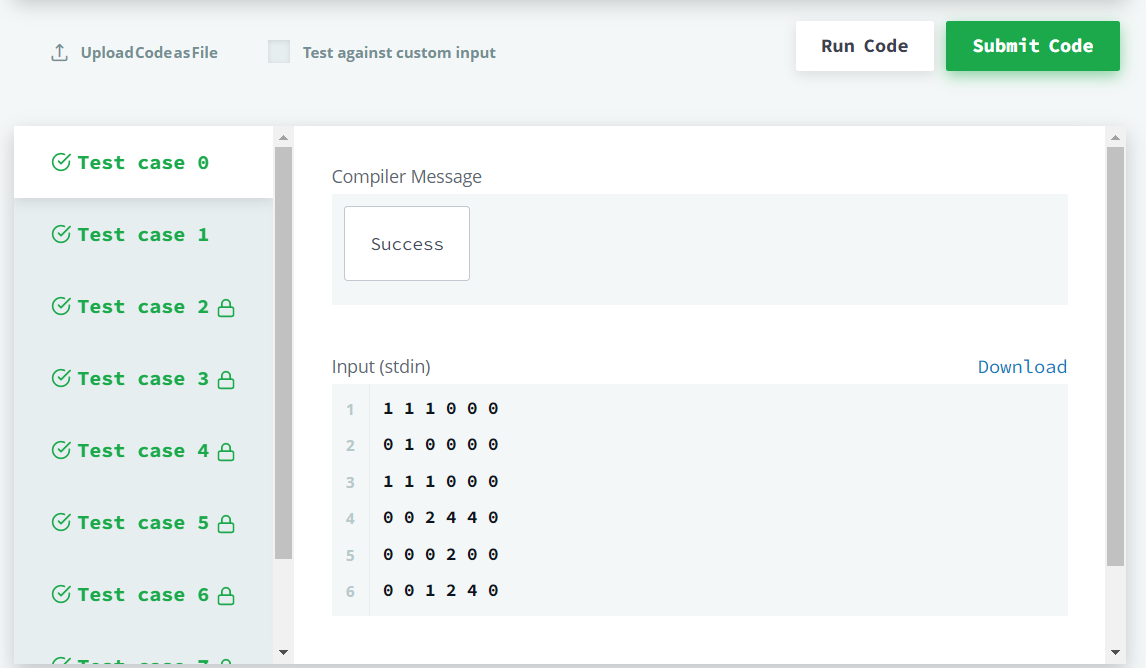 UploadCodeasFile
Test against custom input
Run Code
Submit Code
Test case 0
Test case 1
Test case 2
Test case 3
Test case 4
Test case 5
Test case 6
Test case 7
Compiler Message
Success
Input (stdin)
Download
1 1 1 1 0 0 0
2 0 1 0 0 0 0
3 1 1 1 0 0 0
4 0 0 2 4 4 0
5 0 0 0 2 0 0
6 0 0 1 2 4 0